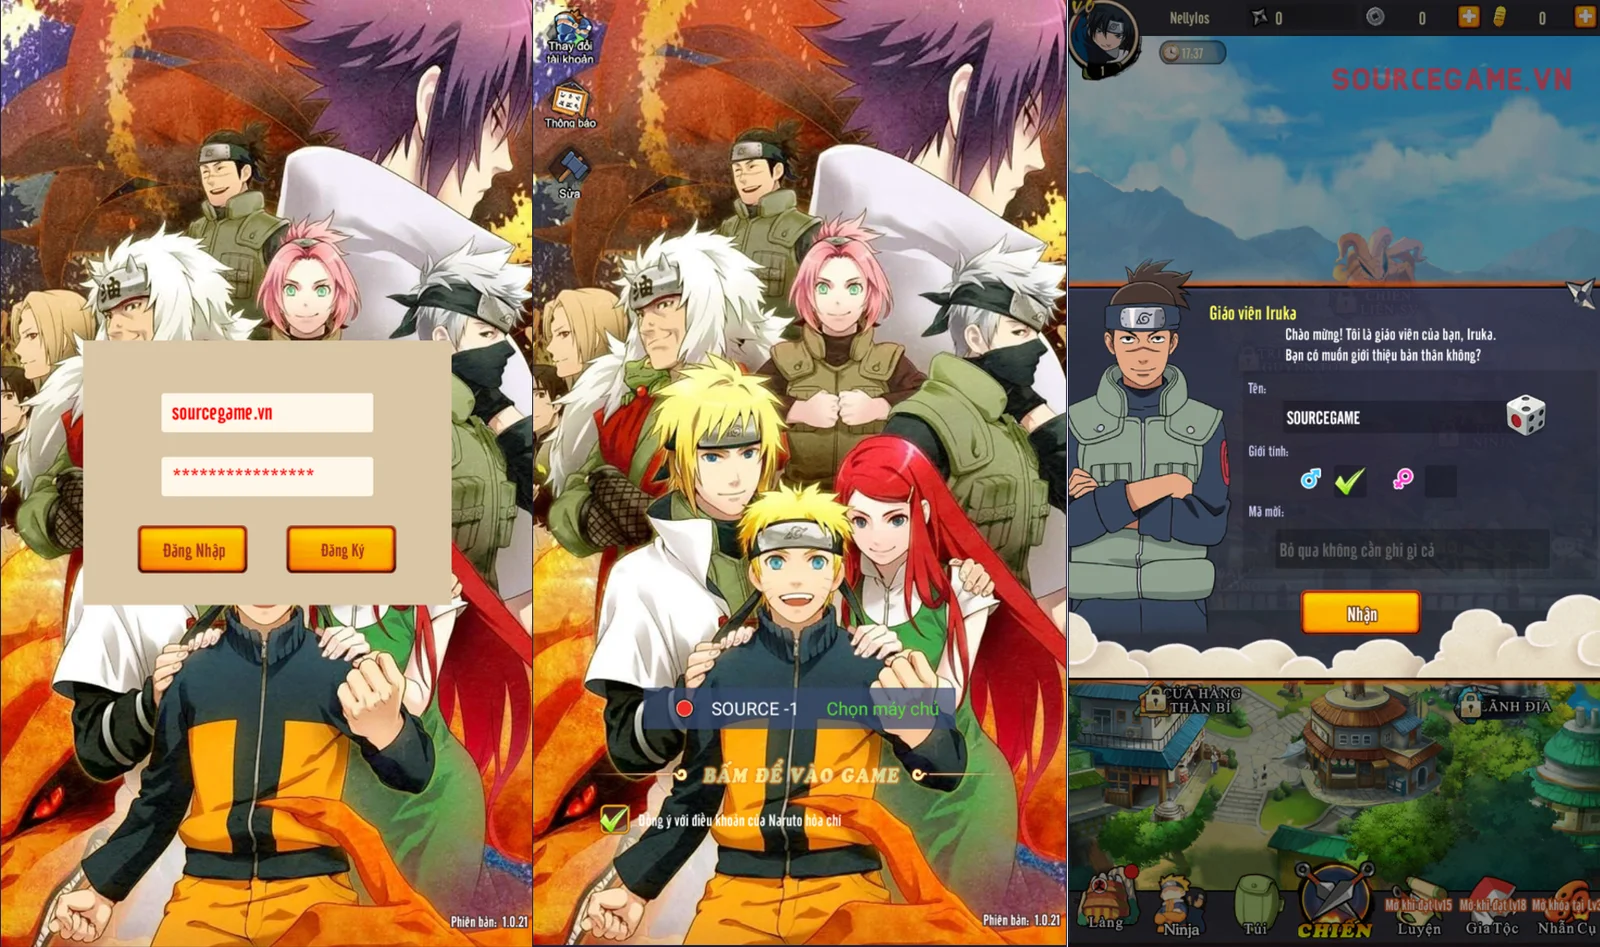 sourcegame.vn
****************
Đăng Nhập
Đăng Ký
Phiên bản: 1.0.21
Thay đổi
tài khoản
Thông báo
Sửa
SOURCE -1 Chọn máy chủ
BẤM ĐỂ VÀO GAME
Đồng ý với điều khoản của Naruto hỏa chí
Phiên bản: 1.0.21
Nellylos 0 0 0
17:37
1
SOURCEGAME.VN
Giáo viên Iruka
Chào mừng! Tôi là giáo viên của bạn, Iruka.
Bạn có muốn giới thiệu bản thân không?
Tên:
SOURCEGAME
Giới tính:
Mã mời:
Bỏ qua không cần ghi gì cả
Nhận
CỬA HÀNG
THẦN BÍ
LÃNH ĐỊA
Mở khi đạt lv15 Mở khi đạt lv18 Mở khóa tại Lv3
Làng Ninja Túi CHIẾN Luyện Gia Tộc Nhẫn Cụ